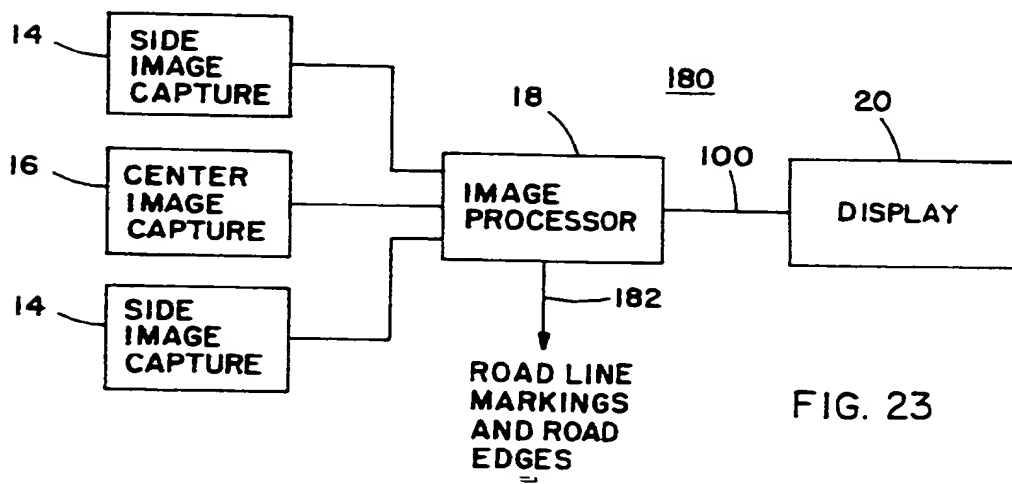 14
SIDE
IMAGE
CAPTURE
16
CENTER
IMAGE
CAPTURE
14
SIDE
IMAGE
CAPTURE
18
IMAGE
PROCESSOR
180
100
20
DISPLAY
182
ROAD LINE
MARKINGS
AND ROAD
EDGES
FIG. 23